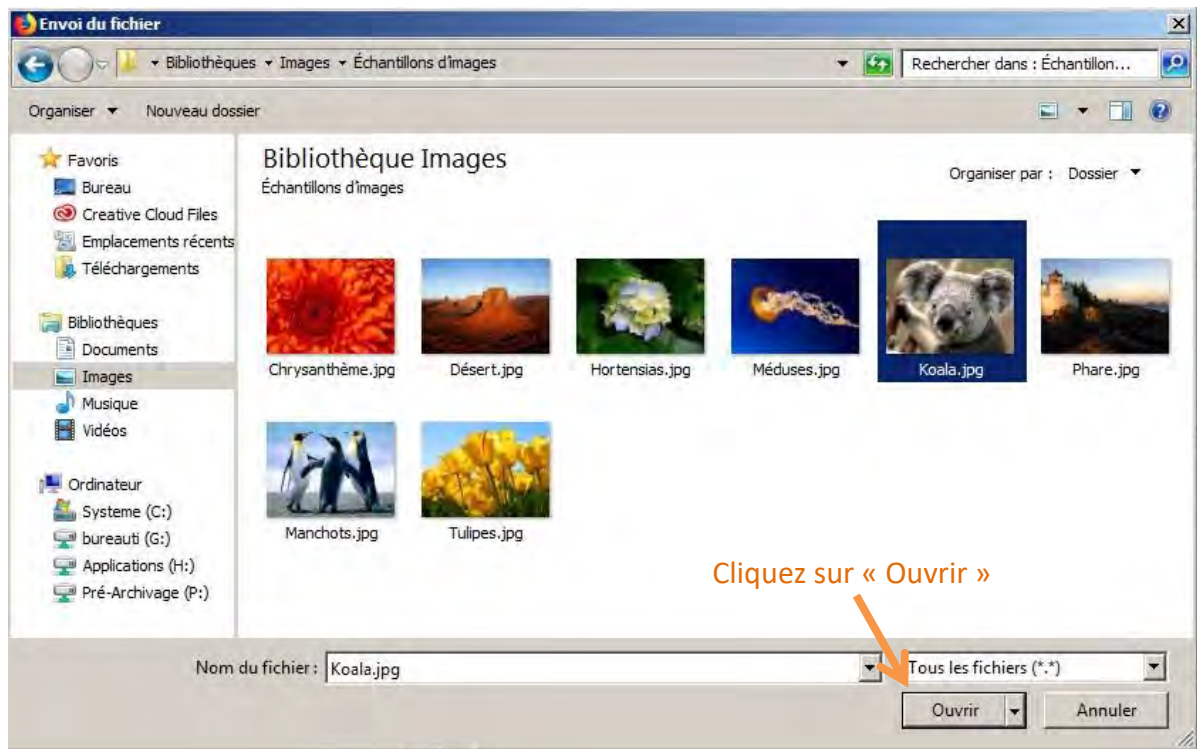 Envoi du fichier
Bibliothèques Images Échantillons d'images
Rechercher dans : Échantillon...
Organiser Nouveau dossier
Favoris
Bureau
Creative Cloud Files
Emplacements récents
Téléchargements
Bibliothèques
Documents
Images
Musique
Vidéos
Ordinateur
Systeme (C:)
bureauti (G:)
Applications (H:)
Pré-Archivage (P:)
Bibliothèque Images
Échantillons d'images
Organiser par : Dossier
Chrysanthème.jpg Désert.jpg Hortensias.jpg Méduses.jpg Koala.jpg Phare.jpg
Manchots.jpg Tulipes.jpg
Cliquez sur « Ouvrir »
Nom du fichier : Koala.jpg Tous les fichiers (*.*)
Ouvrir Annuler